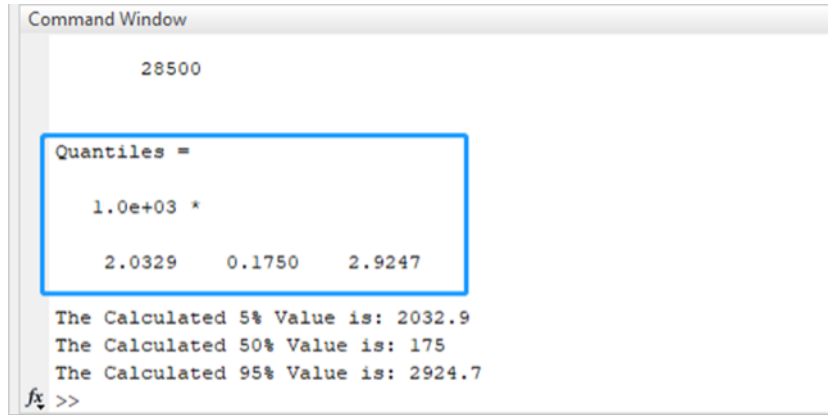 Command Window
28500
Quantiles =
1.0e+03 *
2.0329 0.1750 2.9247
The Calculated 5% Value is: 2032.9
The Calculated 50% Value is: 175
The Calculated 95% Value is: 2924.7
fx >>